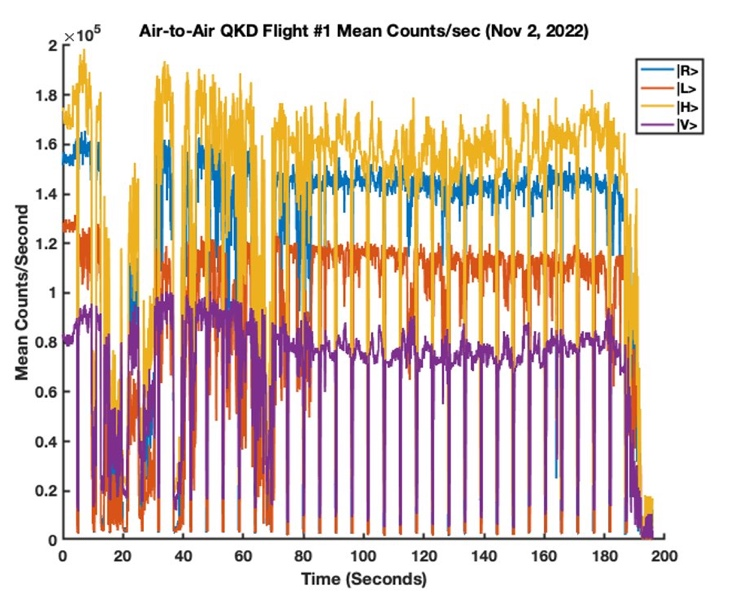 Air-to-Air QKD Flight #1 Mean Counts/sec (Nov 2, 2022)
×10⁵
2
1.8
1.6
1.4
1.2
1
0.8
0.6
0.4
0.2
0
Mean Counts/Second
|R>
|L>
|H>
|V>
0 20 40 60 80 100 120 140 160 180 200
Time (Seconds)